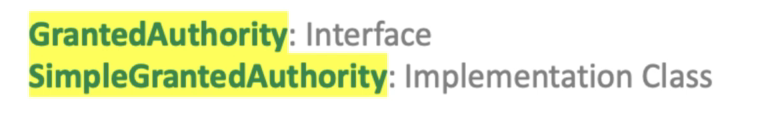 GrantedAuthority: Interface
SimpleGrantedAuthority: Implementation Class